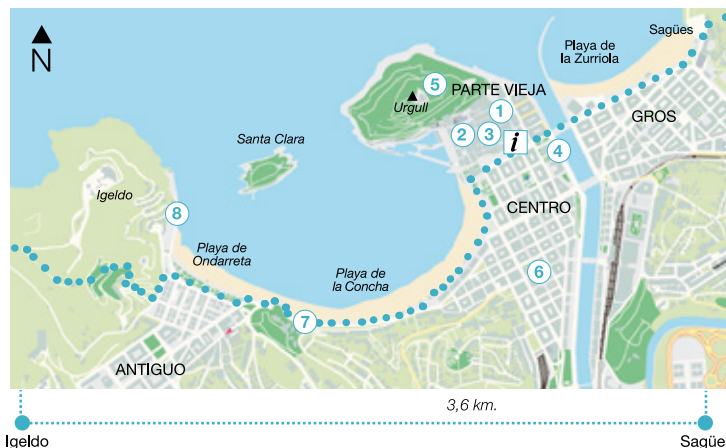 N
Sagües
Playa de
la Zurriola
PARTE VIEJA
5
Urgull
1
GROS
2
3
i
4
Santa Clara
Igeldo
8
CENTRO
Playa de
Ondarreta
Playa de
la Concha
6
7
ANTIGUO
3,6 km.
Igeldo
Sagüe